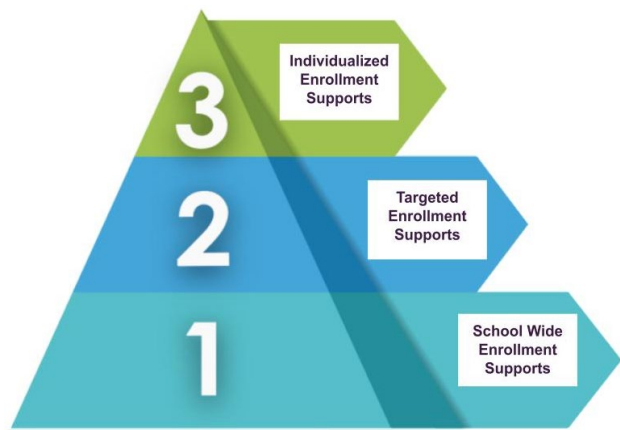 3
Individualized
Enrollment
Supports
2
Targeted
Enrollment
Supports
1
School Wide
Enrollment
Supports